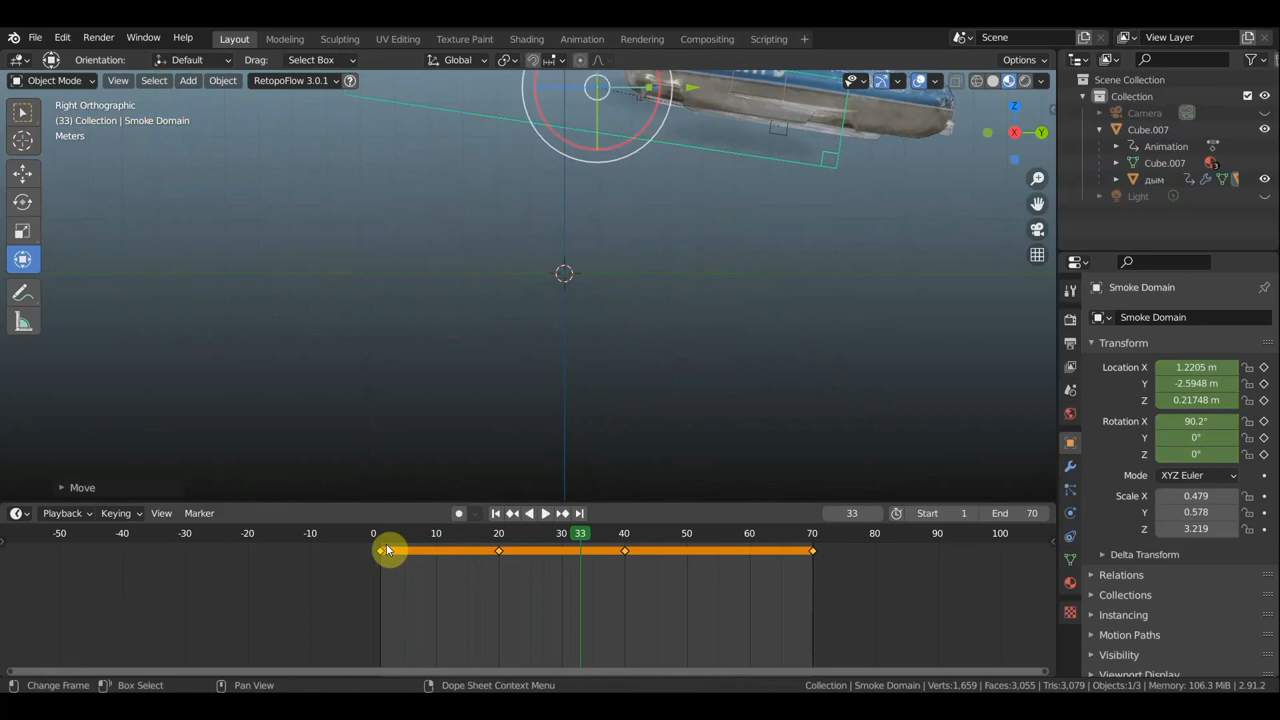 File Edit Render Window Help Layout Modeling Sculpting UV Editing Texture Paint Shading Animation Rendering Compositing Scripting + Scene View Layer
Orientation: Default Drag: Select Box Global Options
Object Mode View Select Add Object RetopoFlow 3.0.1 Scene Collection
Right Orthographic Collection
(33) Collection | Smoke Domain Z Camera
Meters X Y Cube.007
Animation
Cube.007
дым
Light
Smoke Domain
Smoke Domain
Transform
Location X 1.2205 m
Y -2.5948 m
Z 0.21748 m
Rotation X 90.2°
Y 0°
Z 0°
Mode XYZ Euler
Move Scale X 0.479
Playback Keying View Marker 33 Start 1 End 70 Y 0.578
-50 -40 -30 -20 -10 0 10 20 30 33 40 50 60 70 80 90 100 Z 3.219
Delta Transform
Relations
Collections
Instancing
Motion Paths
Visibility
Viewport Display
Change Frame Box Select Pan View Dope Sheet Context Menu Collection | Smoke Domain | Verts:1,659 | Faces:3,055 | Tris:3,079 | Objects:1/3 | Memory: 106.3 MiB | 2.91.2